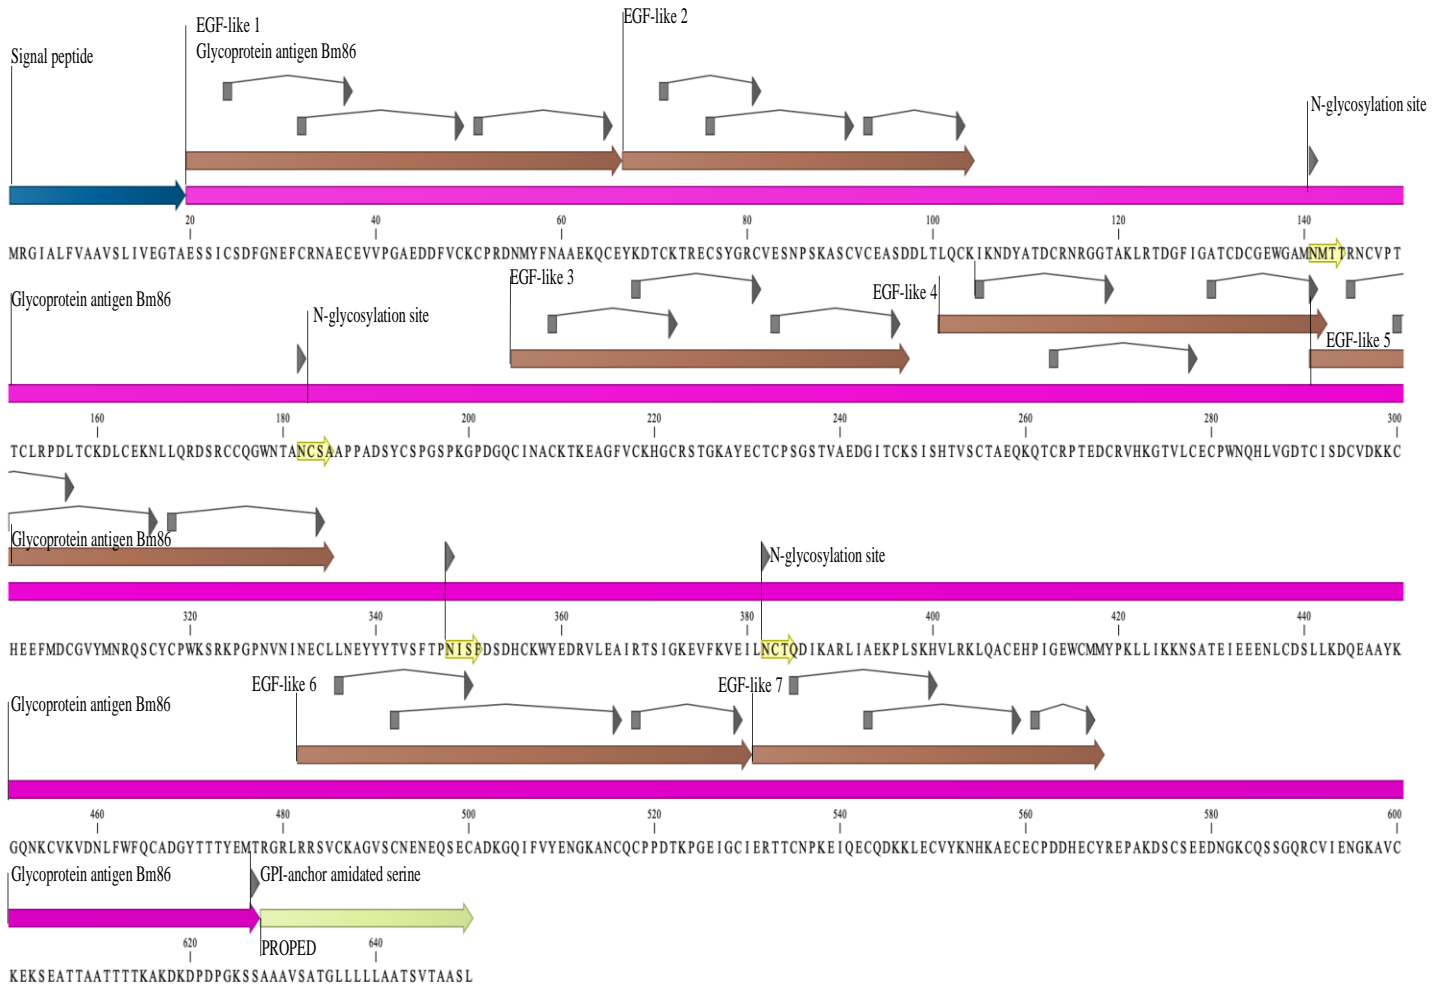 EGF-like 1
EGF-like 2
Glycoprotein antigen Bm86
Signal peptide
N-glycosylation site
20 40 60 80 100 120 140
MRGIALFVAAVSLIVEGTAESSICSDFGNEFCRNAECEVVPGAEDDFVCKCPRDNMYFNAAEKQCEYKDTCKTRECSYGRCVESNPSKASCVCEASDDLTLQCKIKNDYATDCRNRGGTAKLRTDGFIGATCDCGEWGAMNMTTRNCVPT
EGF-like 3
EGF-like 4
Glycoprotein antigen Bm86
N-glycosylation site
EGF-like 5
160 180 200 220 240 260 280 300
TCLRPDLTCKDLCEKNLLQRDSRCCQGWNTANCSAAPPADSYCSPGSPKGPDGQCINACKTKEAGFVCKHGCRSTGKAYECTCPSGSTVAEDGITCKSISHTVSCTAEQKQTCRPTEDCRVHKGTVLCECPWNQHLVGDTCISDCVDKKC
Glycoprotein antigen Bm86
N-glycosylation site
320 340 360 380 400 420 440
HEEFMDCGVYMNRQSCYCPWKSRKPGPNVNINECLLNEYYYTVSFTPNISFDSDHCKWYEDRVLEAIRTSIGKEVFKVEILNCTQDIKARLIAEKPLSKHVLRKLQACEHPIGEWCMMYPKLLIKKNSATEIEEENLCDSLLKDQEAAYK
EGF-like 6
EGF-like 7
Glycoprotein antigen Bm86
460 480 500 520 540 560 580 600
GQNKCVKVDNLFWFQCADGYTTTYEMTRGRLRRSVCKAGVSCNENEQSECADKGQIFVYENGKANCQCPPDTKPGEIGCIERTTCNPKEIQECQDKKLECVYKNHKAECECPDDHECYREPAKDSCSEEDNGKCQSSGQRCVIENGKAVC
Glycoprotein antigen Bm86
GPI-anchor amidated serine
PROPED
620 640
KEKSEATTAATTTTKAKDKDPDPGKSSAAAVSATGLLLLLAATSVTAASL